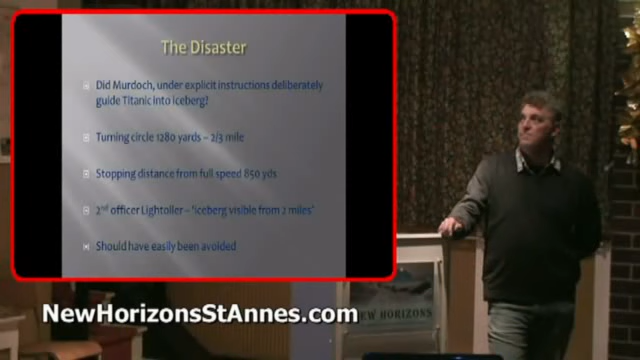 The Disaster
Did Murdoch, under explicit instructions deliberately
guide Titanic into iceberg?
Turning circle 1280 yards – 2/3 mile
Stopping distance from full speed 850 yds
2nd officer Lightoller – ‘iceberg visible from 2 miles’
Should have easily been avoided
NEW HORIZONS
NewHorizonsStAnnes.com